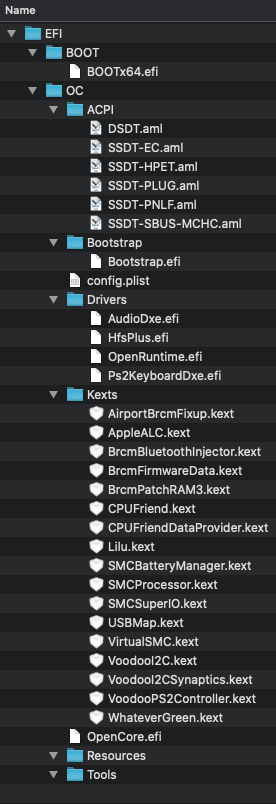 Name
EFI
BOOT
BOOTx64.efi
OC
ACPI
DSDT.aml
SSDT-EC.aml
SSDT-HPET.aml
SSDT-PLUG.aml
SSDT-PNLF.aml
SSDT-SBUS-MCHC.aml
Bootstrap
Bootstrap.efi
config.plist
Drivers
AudioDxe.efi
HfsPlus.efi
OpenRuntime.efi
Ps2KeyboardDxe.efi
Kexts
AirportBrcmFixup.kext
AppleALC.kext
BrcmBluetoothInjector.kext
BrcmFirmwareData.kext
BrcmPatchRAM3.kext
CPUFriend.kext
CPUFriendDataProvider.kext
Lilu.kext
SMCBatteryManager.kext
SMCProcessor.kext
SMCSuperIO.kext
USBMap.kext
VirtualSMC.kext
VoodooI2C.kext
VoodooI2CSynaptics.kext
VoodooPS2Controller.kext
WhateverGreen.kext
OpenCore.efi
Resources
Tools